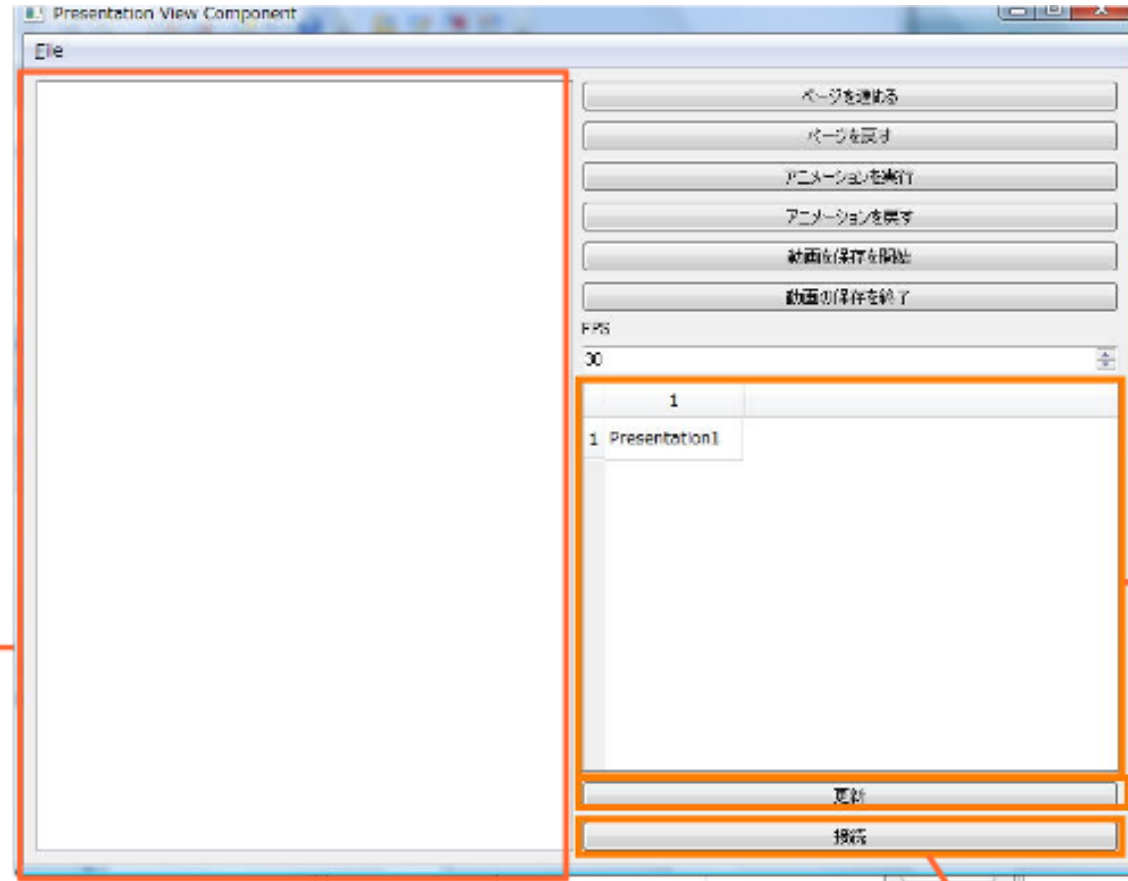 Presentation View Component
File
ページを進める
ページを戻す
アニメーションを実行
アニメーションを戻す
動画を保存を開始
動画の保存を終了
FPS
30
1
1 Presentation1
更新
接続